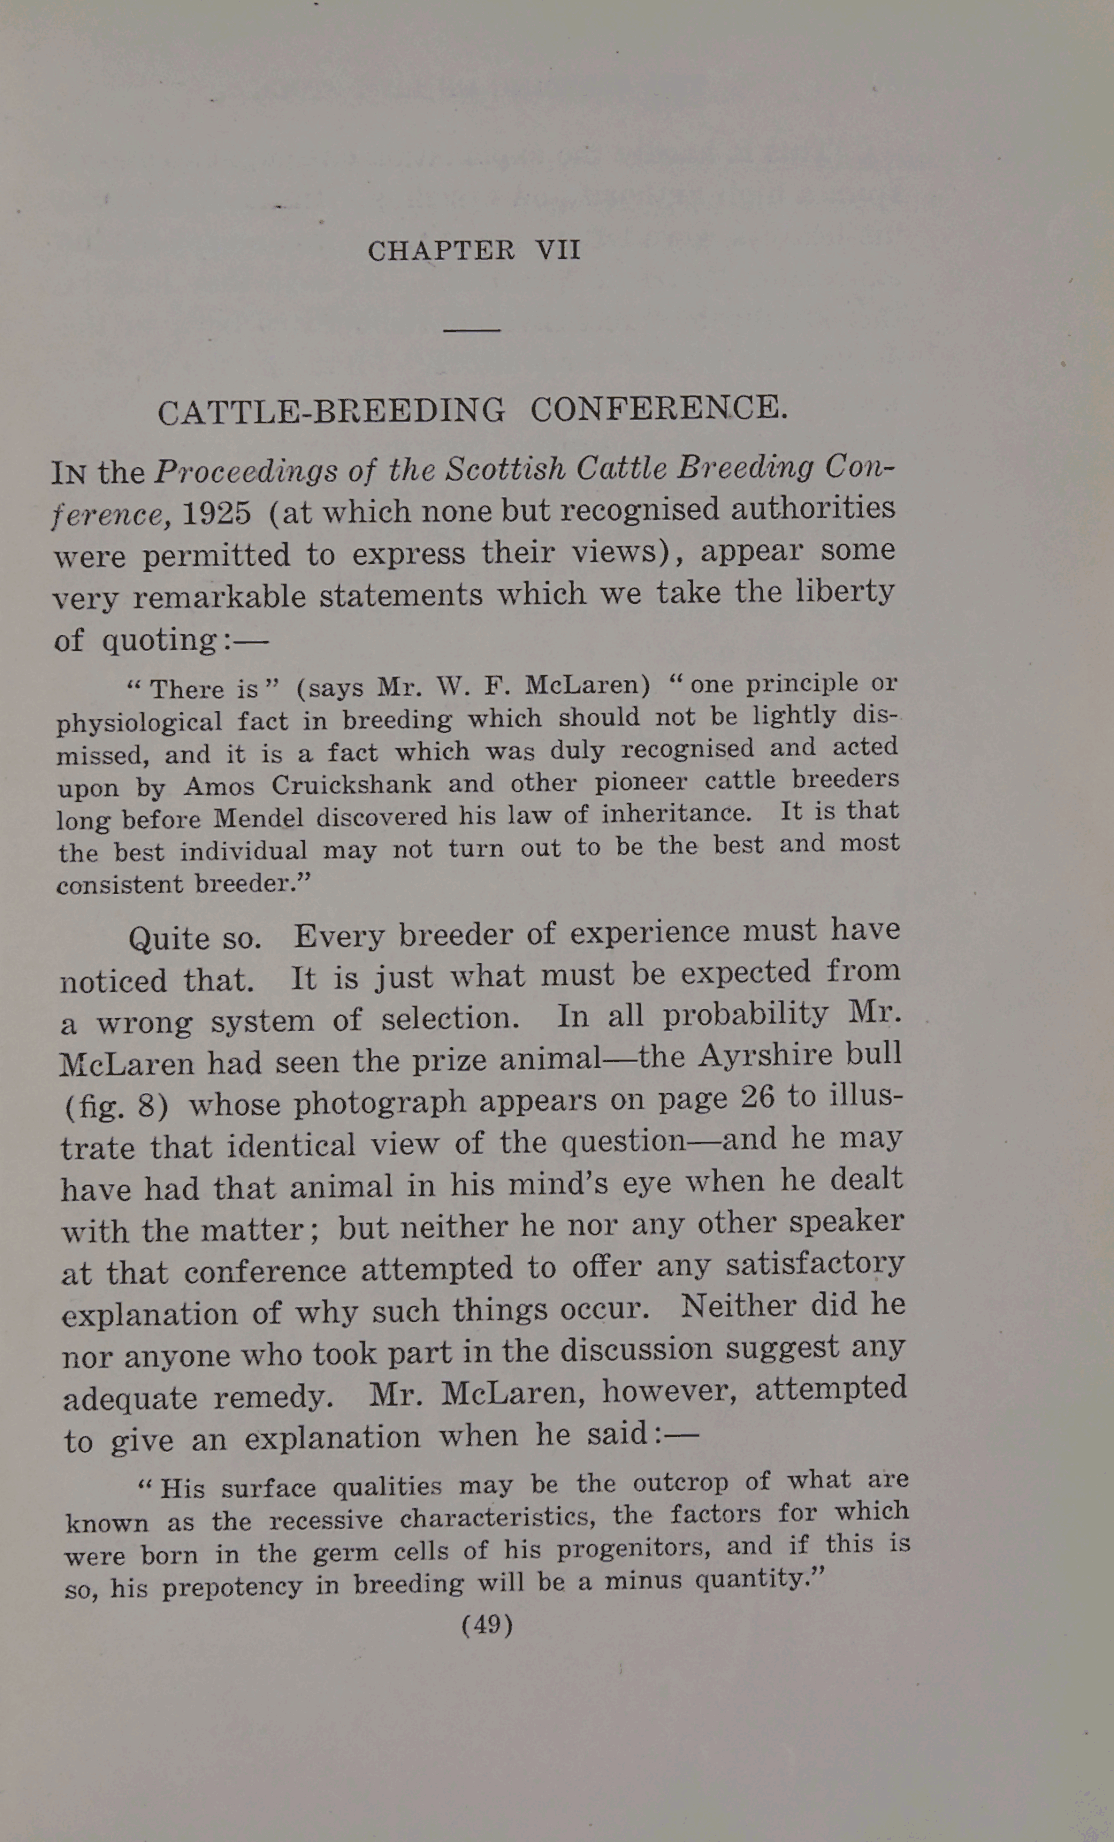 CHAPTER VII
CATTLE-BREEDING CONFERENCE.
IN the Proceedings of the Scottish Cattle Breeding Con-
ference, 1925 (at which none but recognised authorities
were permitted to express their views), appear some
very remarkable statements which we take the liberty
of quoting:—
“ There is ” (says Mr. W. F. McLaren) “ one principle or
physiological fact in breeding which should not be lightly dis-
missed, and it is a fact which was duly recognised and acted
upon by Amos Cruickshank and other pioneer cattle breeders
long before Mendel discovered his law of inheritance. It is that
the best individual may not turn out to be the best and most
consistent breeder.”
Quite so. Every breeder of experience must have
noticed that. It is just what must be expected from
a wrong system of selection. In all probability Mr.
McLaren had seen the prize animal—the Ayrshire bull
(fig. 8) whose photograph appears on page 26 to illus-
trate that identical view of the question—and he may
have had that animal in his mind’s eye when he dealt
with the matter; but neither he nor any other speaker
at that conference attempted to offer any satisfactory
explanation of why such things occur. Neither did he
nor anyone who took part in the discussion suggest any
adequate remedy. Mr. McLaren, however, attempted
to give an explanation when he said:—
“ His surface qualities may be the outcrop of what are
known as the recessive characteristics, the factors for which
were born in the germ cells of his progenitors, and if this is
so, his prepotency in breeding will be a minus quantity.”
(49)